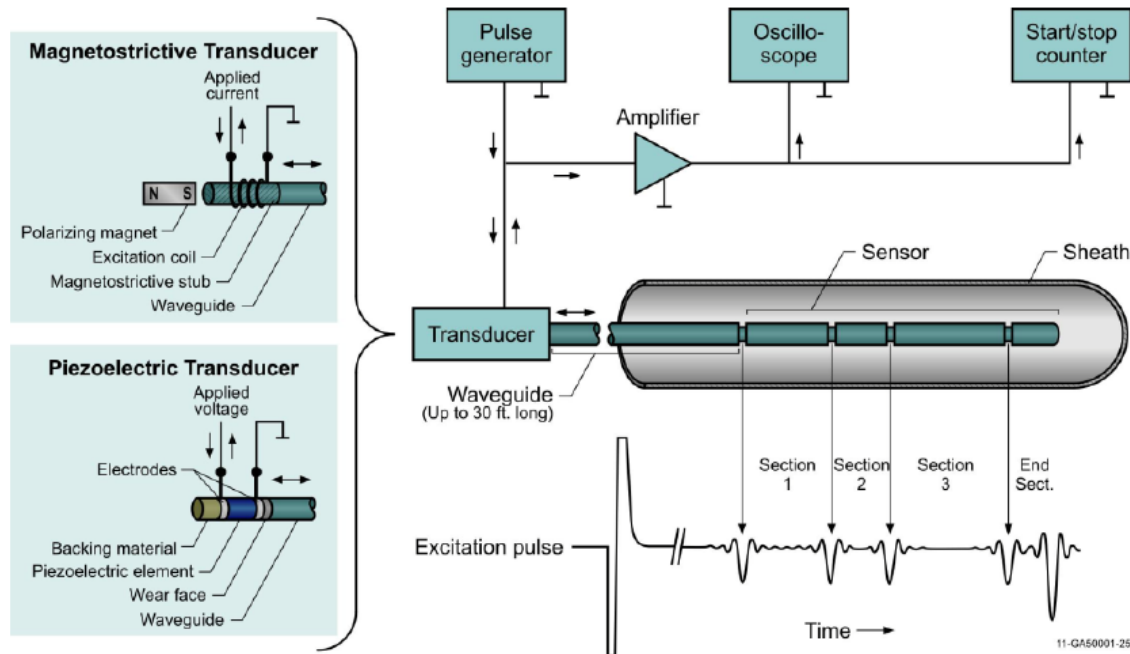 Magnetostrictive Transducer
Applied
current
N S
Polarizing magnet
Excitation coil
Magnetostrictive stub
Waveguide
Piezoelectric Transducer
Applied
voltage
Electrodes
Backing material
Piezoelectric element
Wear face
Waveguide
Pulse
generator
Oscillo-
scope
Start/stop
counter
Amplifier
Sensor
Sheath
Transducer
Waveguide
(Up to 30 ft. long)
Section
1
Section
2
Section
3
End
Sect.
Excitation pulse
Time
11-GA50001-25